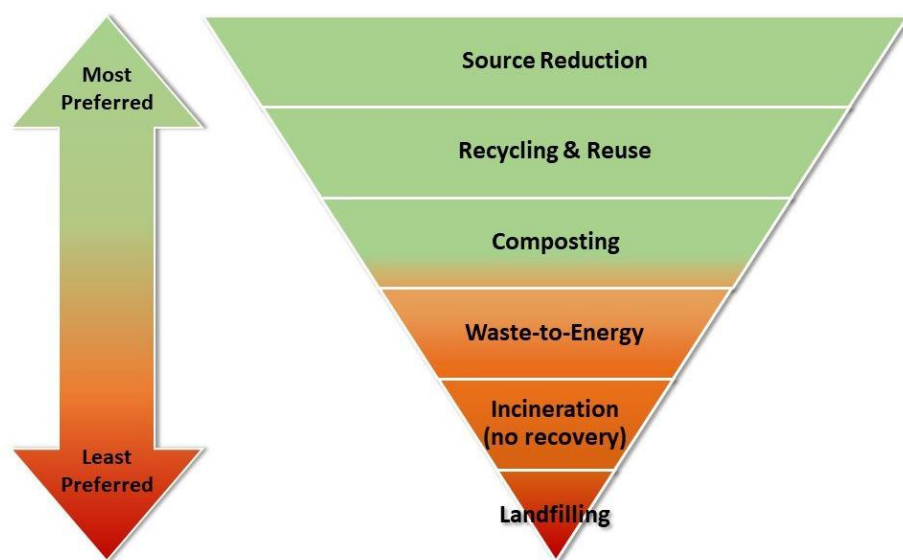 Most
Preferred
Source Reduction
Recycling & Reuse
Composting
Waste-to-Energy
Incineration
(no recovery)
Least
Preferred
Landfilling